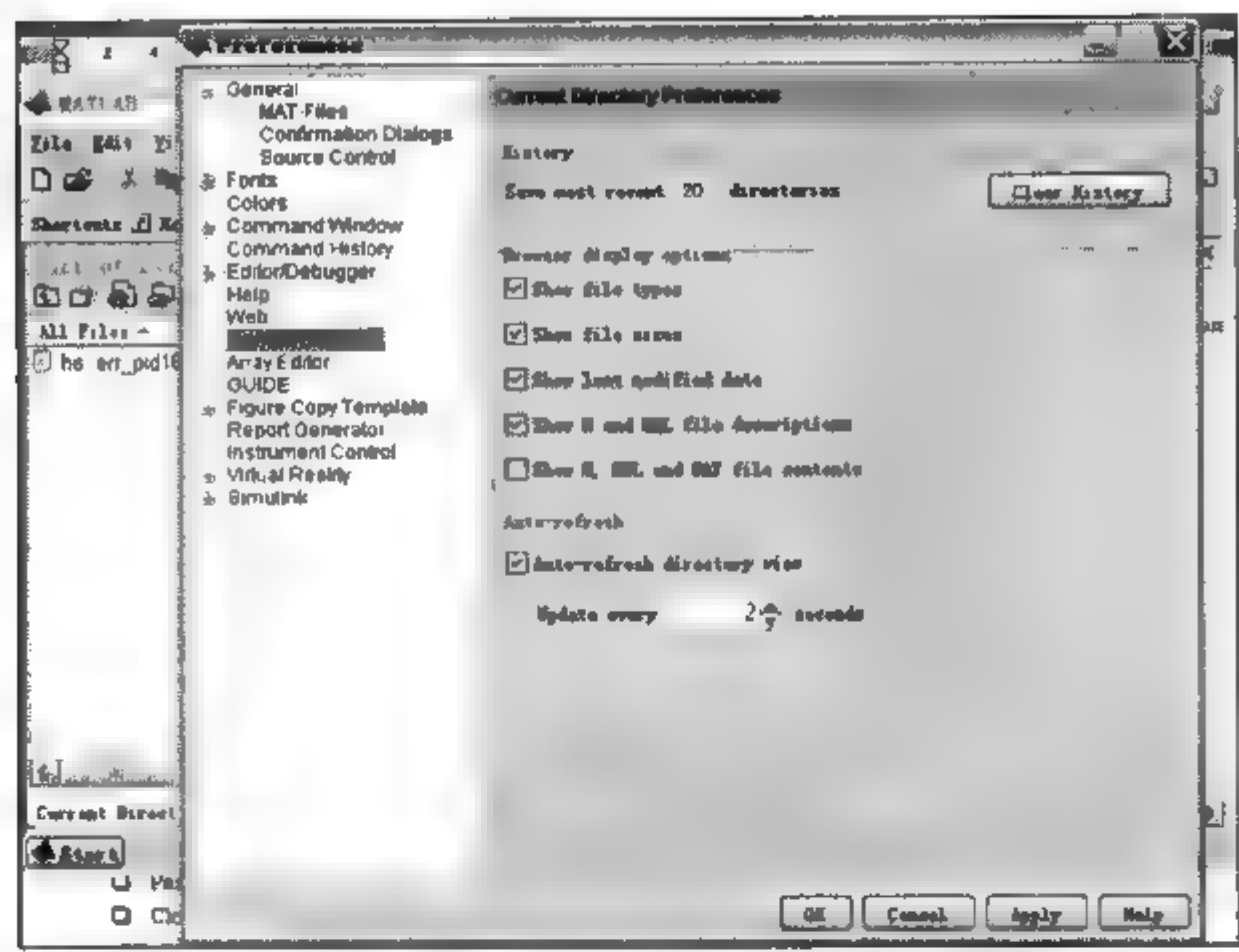 Preferences
MATLAB
File Edit
Shortcuts
All Files
General
MAT-Files
Confirmation Dialogs
Source Control
Fonts
Colors
Command Window
Command History
Editor/Debugger
Help
Web
Array Editor
GUIDE
Figure Copy Template
Report Generator
Instrument Control
Virtual Reality
Simulink
Current Directory Preferences
History
Save most recent 20 directories
Clear History
Browser display options
Show file types
Show file sizes
Show last modified date
Show M and MDL file descriptions
Show M, MDL and MAT file contents
Auto-refresh
Auto-refresh directory view
Update every 2 seconds
Current Direct
Start
OK Cancel Apply Help